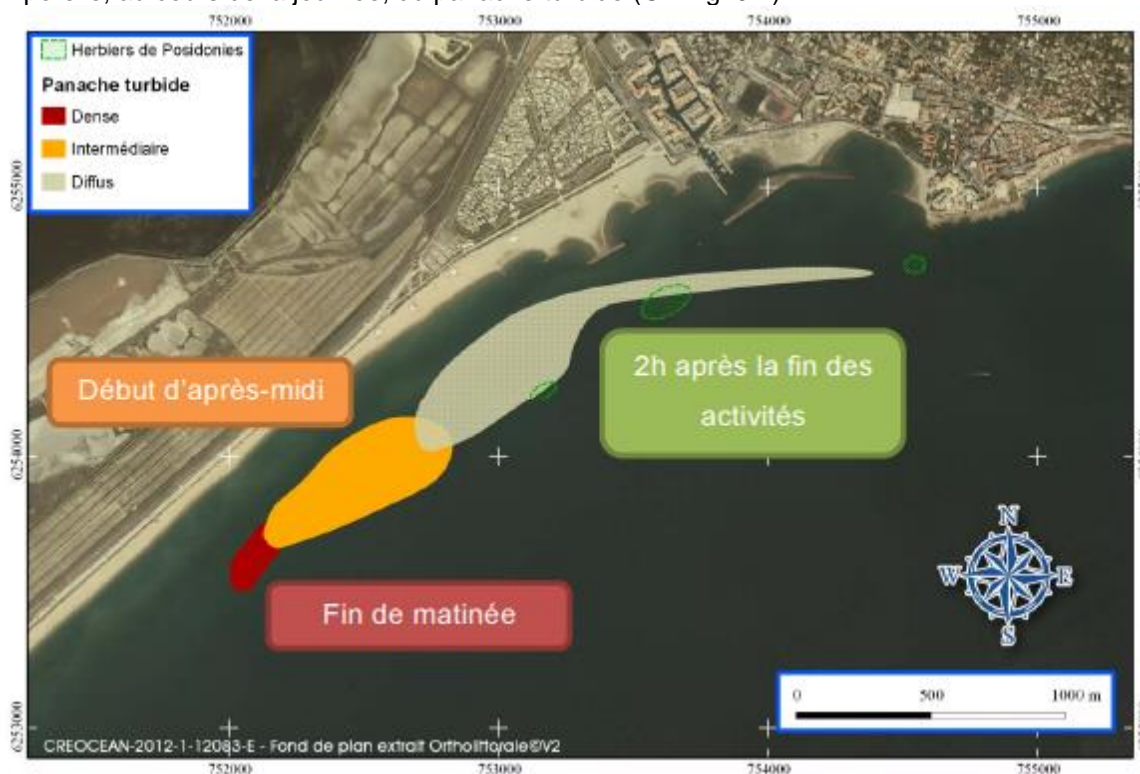 752000 753000 754000 755000
Herbiers de Posidonies
Panache turbide
Dense
Intermédiaire
Diffus
6255000
Début d'après-midi
2h après la fin des
activités
6254000
Fin de matinée
N
W E
S
0 500 1000 m
6253000
CREOCEAN-2012-1-12083-E - Fond de plan extrait Ortholittorale©V2
752000 753000 754000 755000